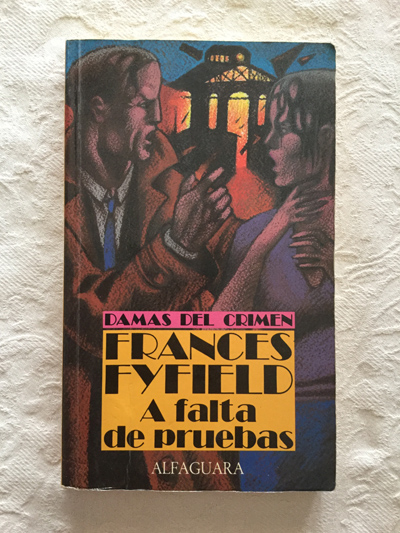 DAMAS DEL CRIMEN
FRANCES
FYFIELD
A falta
de pruebas
ALFAGUARA